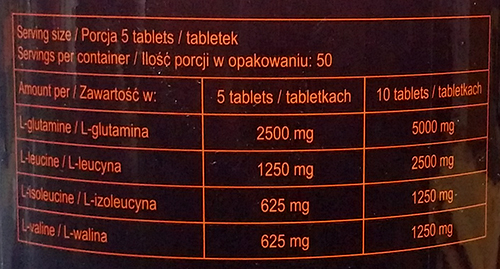 Serving size / Porcja 5 tablets / tabletek
Servings per container / Ilość porcji w opakowaniu: 50
Amount per / Zawartość w: 5 tablets / tabletkach 10 tablets / tabletkach
L-glutamine / L-glutamina 2500 mg 5000 mg
L-leucine / L-leucyna 1250 mg 2500 mg
L-isoleucine / L-izoleucyna 625 mg 1250 mg
L-valine / L-walina 625 mg 1250 mg